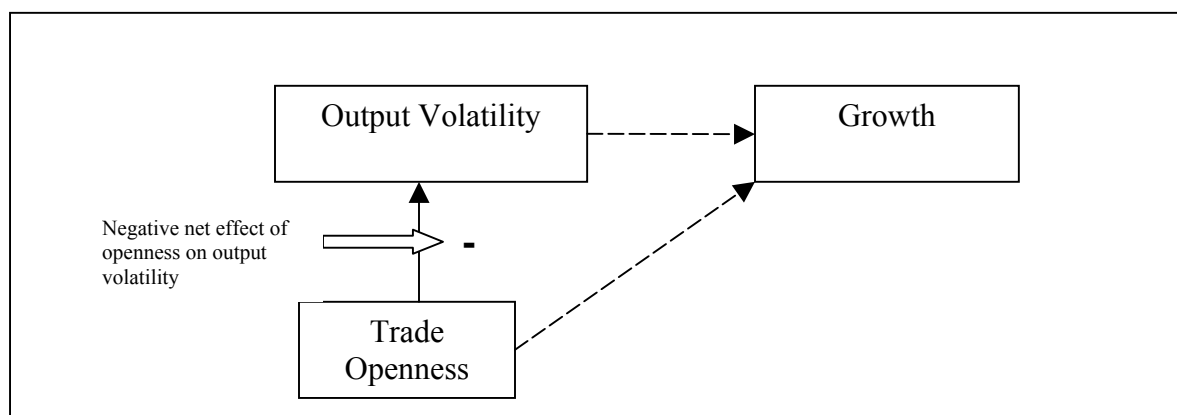 Output Volatility
Growth
Negative net effect of
openness on output
volatility
-
Trade
Openness